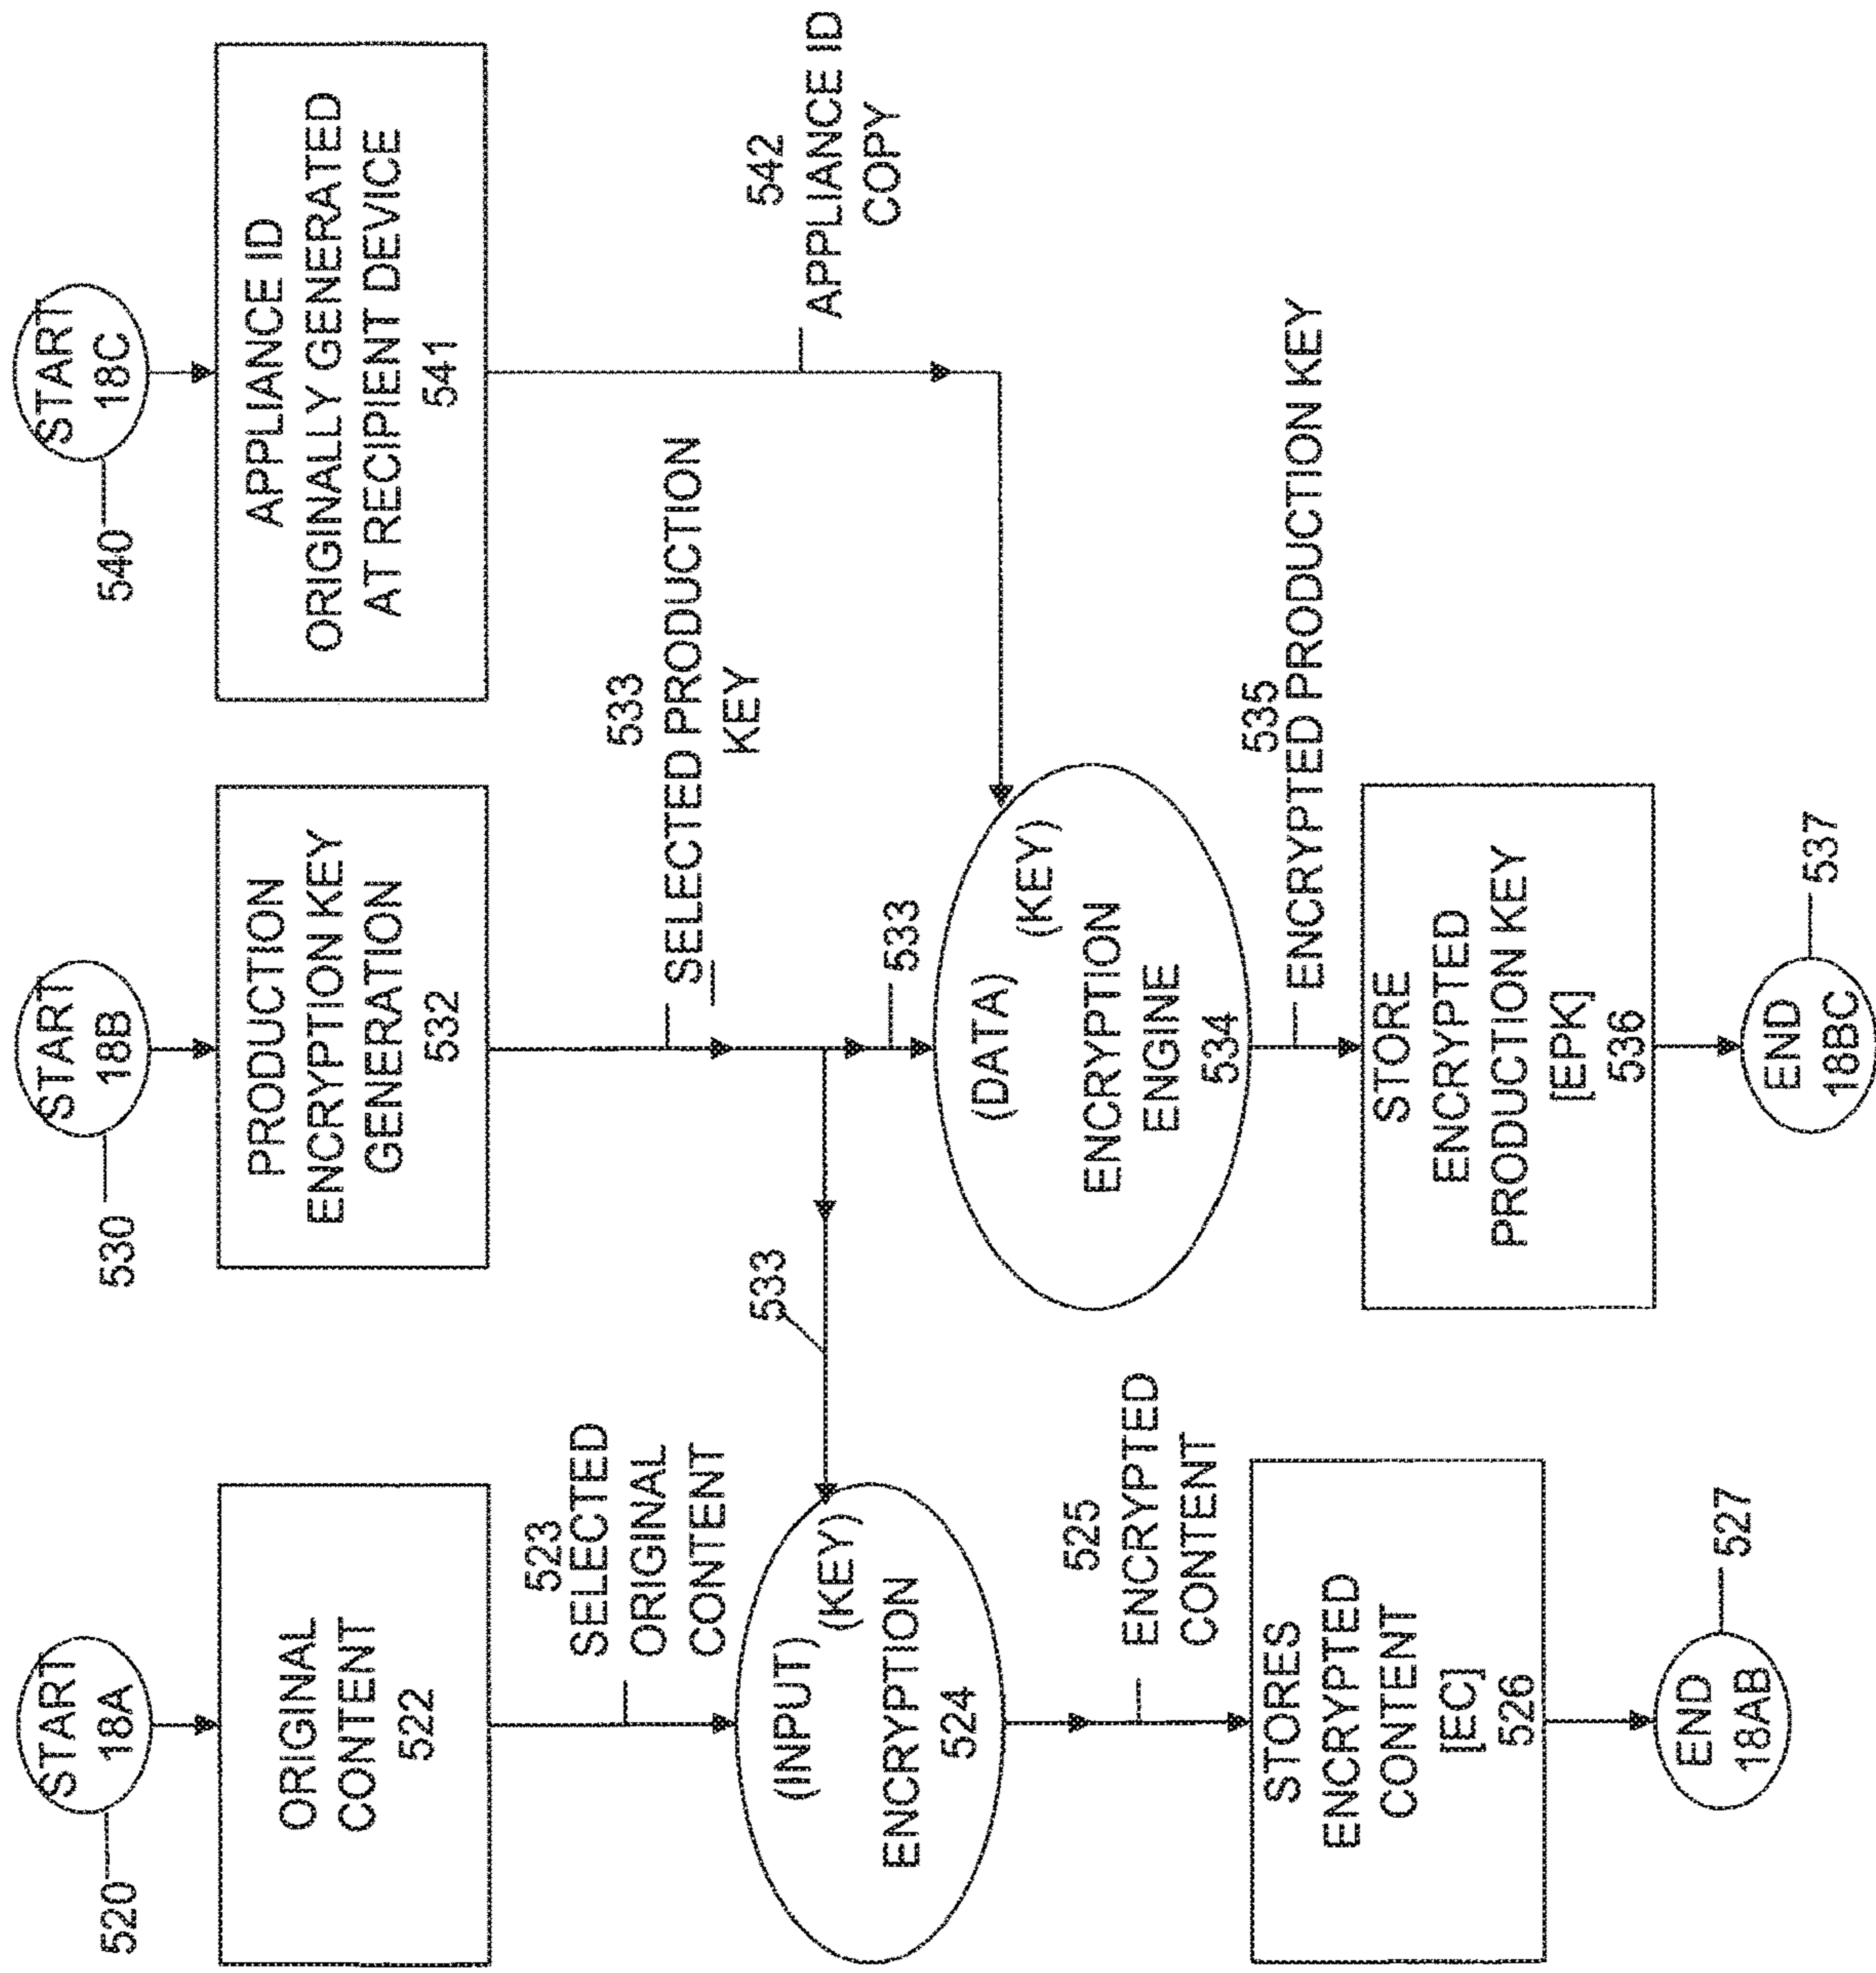 520
START
18A
ORIGINAL
CONTENT
522
523
SELECTED
ORIGINAL
CONTENT
(INPUT)
(KEY)
ENCRYPTION
524
525
ENCRYPTED
CONTENT
STORES
ENCRYPTED
CONTENT
[EC]
526
END
18AB
527
530
START
18B
PRODUCTION
ENCRYPTION KEY
GENERATION
532
533
SELECTED PRODUCTION
KEY
533
533
(DATA)
(KEY)
ENCRYPTION
ENGINE
534
535
ENCRYPTED PRODUCTION KEY
STORE
ENCRYPTED
PRODUCTION KEY
[EPK]
536
END
18BC
537
540
START
18C
APPLIANCE ID
ORIGINALLY GENERATED
AT RECIPIENT DEVICE
541
542
APPLIANCE ID
COPY